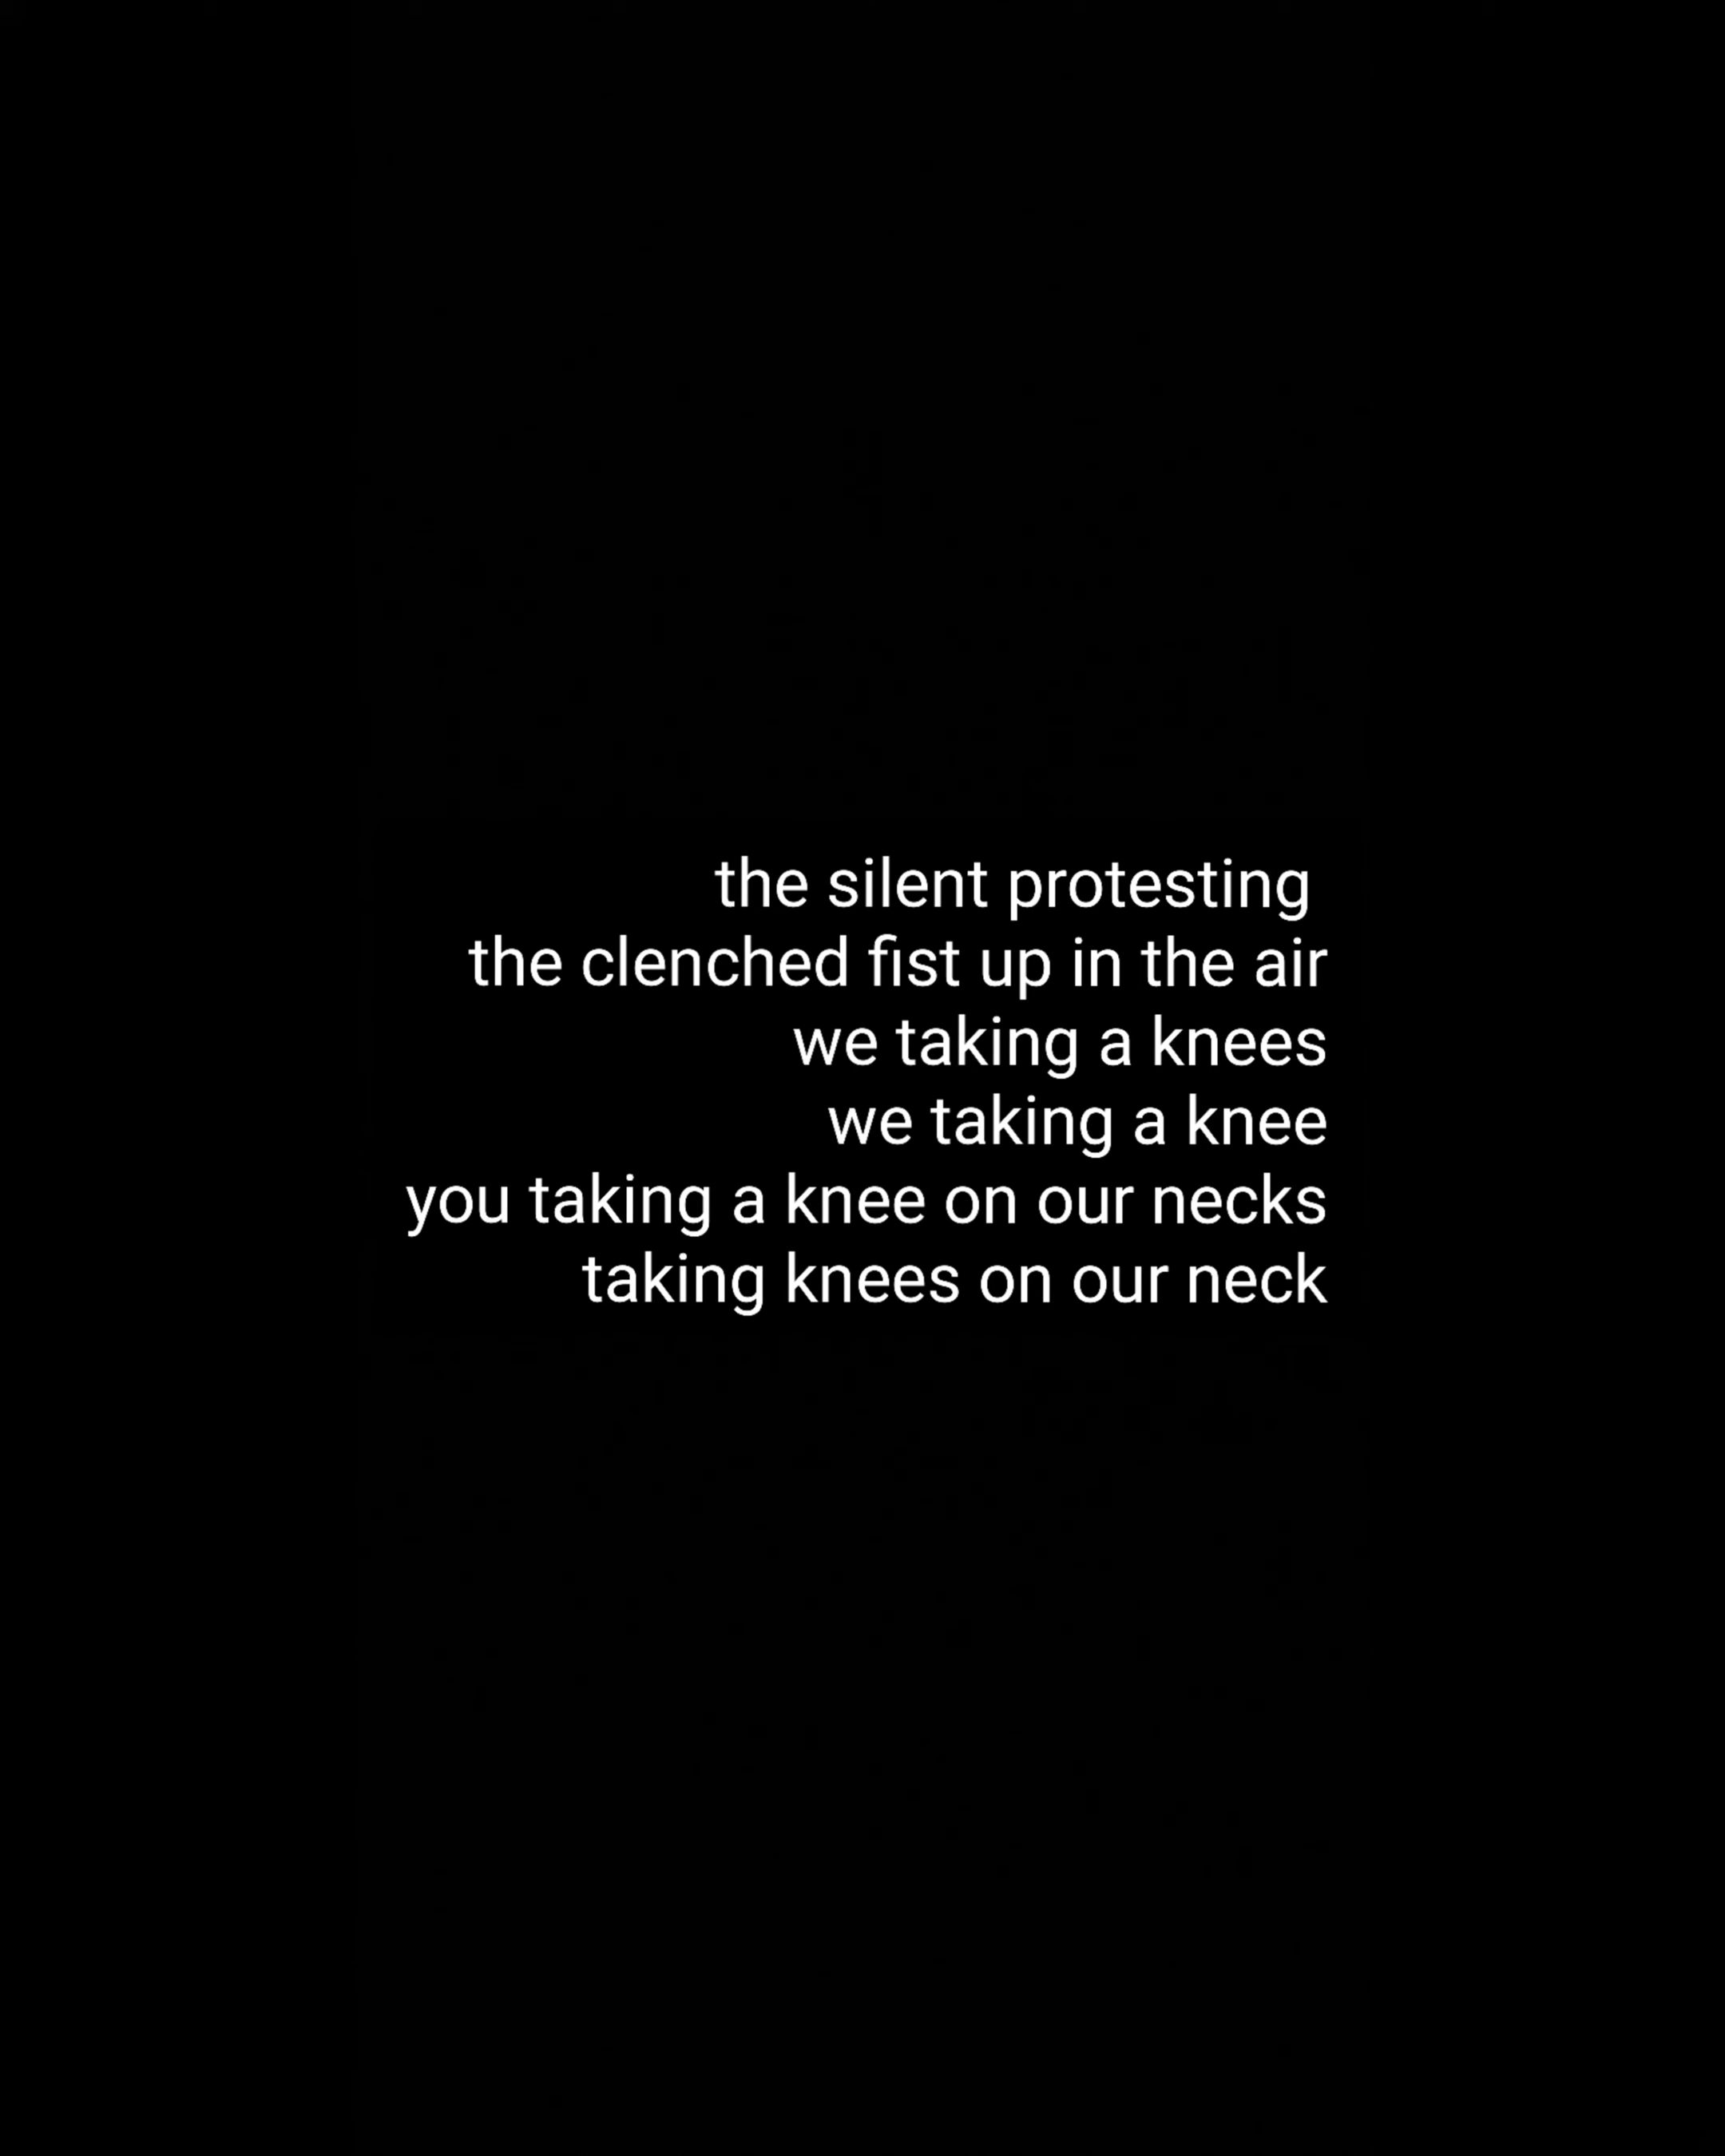 the silent protesting
the clenched fist up in the air
we taking a knees
we taking a knee
you taking a knee on our necks
taking knees on our neck